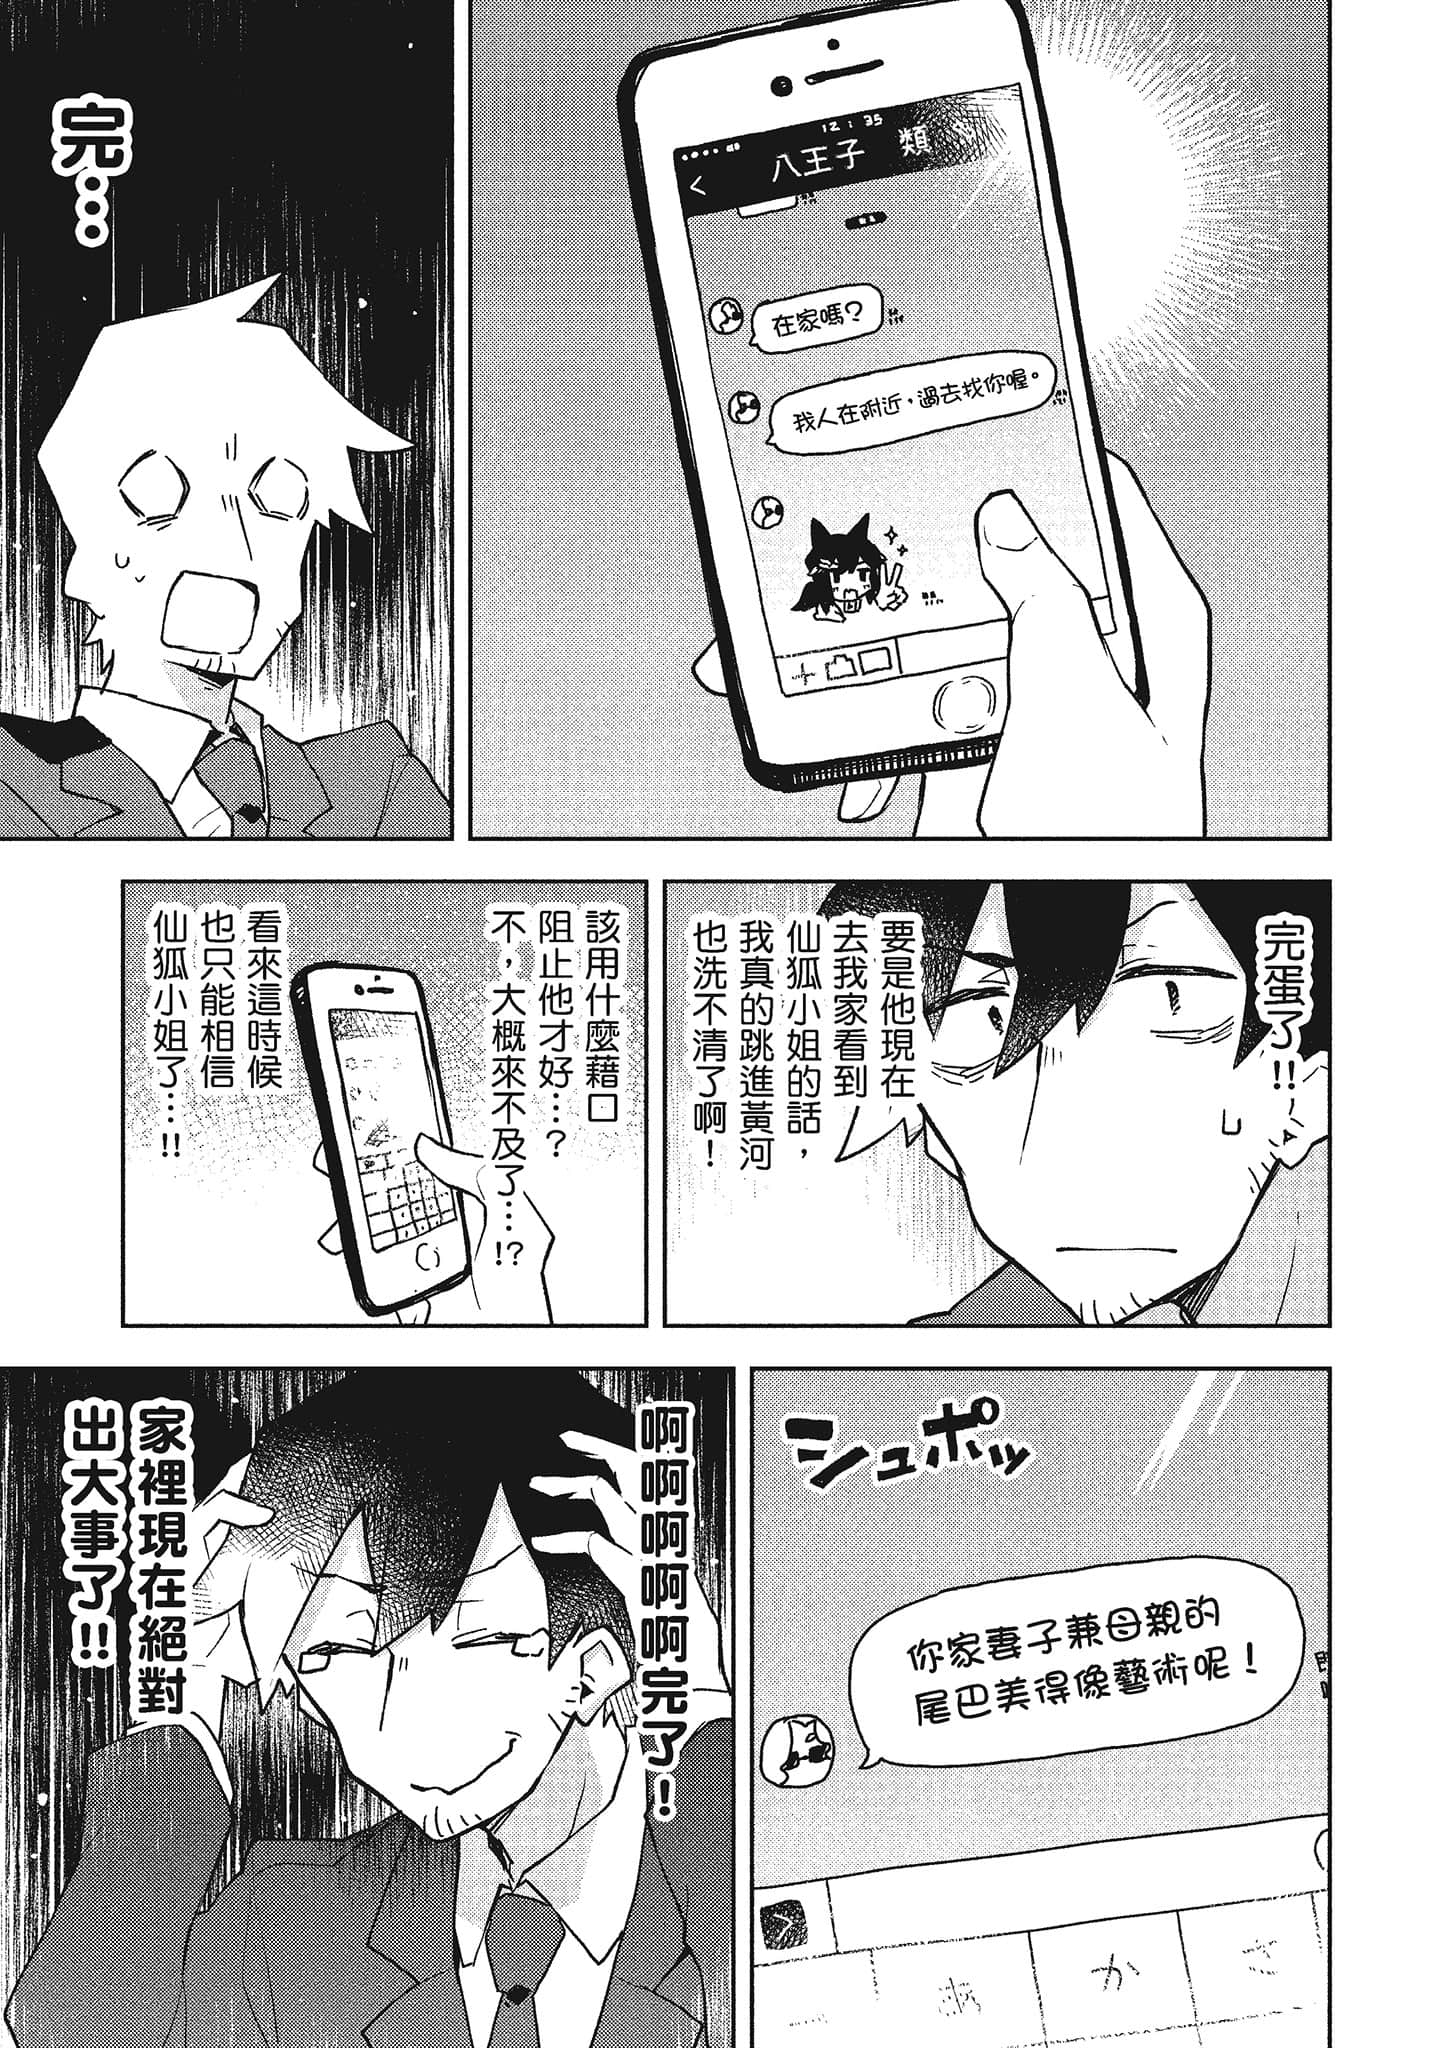 12:35
八王子 類
在家嗎?
我人在附近,過去找你喔。
完……
完蛋了!!
要是他現在
去我家看到
仙狐小姐的話,
我真的跳進黃河
也洗不清了啊!
該用什麼藉口
阻止他才好……?
不,大概來不及了……!?
看來這時候
也只能相信
仙狐小姐了……!!
シュポッ
你家妻子兼母親的
尾巴美得像藝術呢!
あ
か
さ
啊啊啊啊啊完了!
家裡現在絕對
出大事了!!